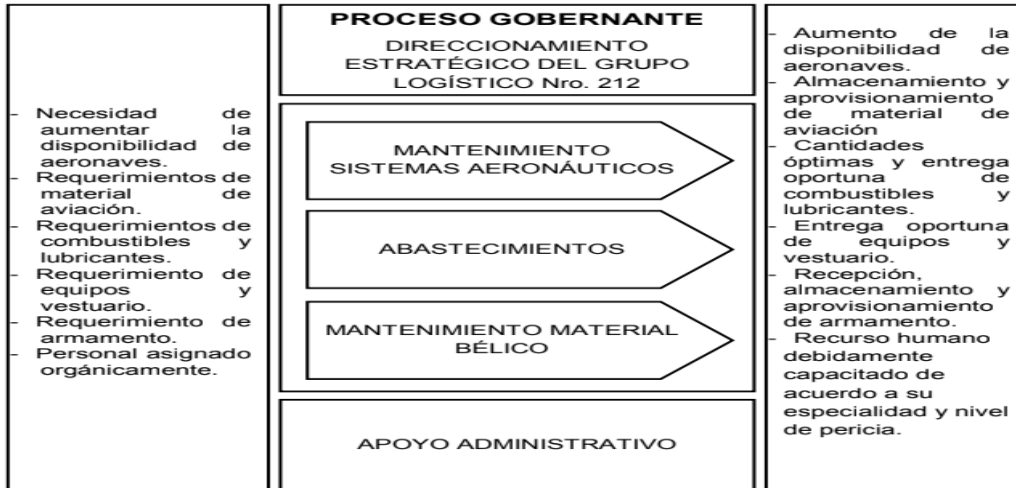 - Necesidad de
aumentar la
disponibilidad de
aeronaves.
- Requerimientos de
material de
aviación.
- Requerimientos de
combustibles y
lubricantes.
- Requerimiento de
equipos y
vestuario.
- Requerimiento de
armamento.
- Personal asignado
orgánicamente.
PROCESO GOBERNANTE
DIRECCIONAMIENTO
ESTRATÉGICO DEL GRUPO
LOGÍSTICO Nro. 212
MANTENIMIENTO
SISTEMAS AERONÁUTICOS
ABASTECIMIENTOS
MANTENIMIENTO MATERIAL
BÉLICO
APOYO ADMINISTRATIVO
- Aumento de la
disponibilidad de
aeronaves.
- Almacenamiento y
aprovisionamiento
de material de
aviación
- Cantidades
óptimas y entrega
oportuna de
combustibles y
lubricantes.
- Entrega oportuna
de equipos y
vestuario.
- Recepción,
almacenamiento y
aprovisionamiento
de armamento.
- Recurso humano
debidamente
capacitado de
acuerdo a su
especialidad y nivel
de pericia.